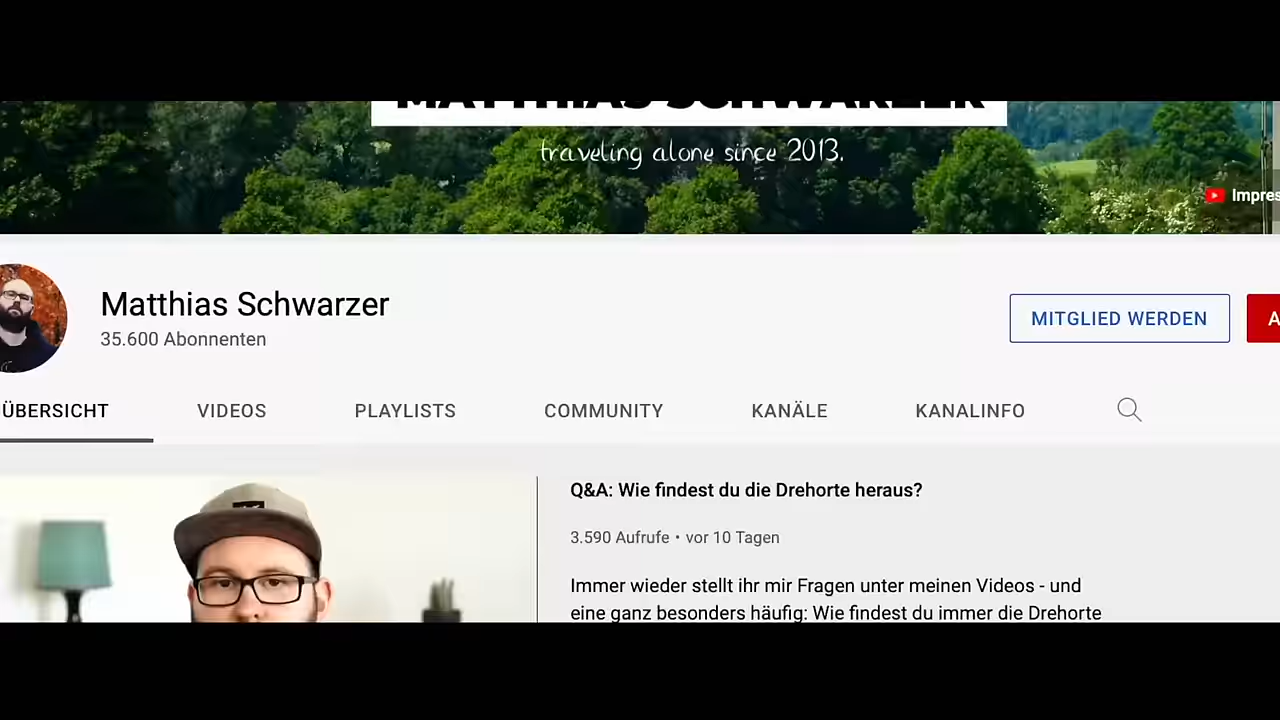 MATTHIAS SCHWARZER
traveling alone since 2013.
Impres
Matthias Schwarzer
35.600 Abonnenten
MITGLIED WERDEN
A
ÜBERSICHT
VIDEOS
PLAYLISTS
COMMUNITY
KANÄLE
KANALINFO
Q&A: Wie findest du die Drehorte heraus?
3.590 Aufrufe • vor 10 Tagen
Immer wieder stellt ihr mir Fragen unter meinen Videos - und
eine ganz besonders häufig: Wie findest du immer die Drehorte